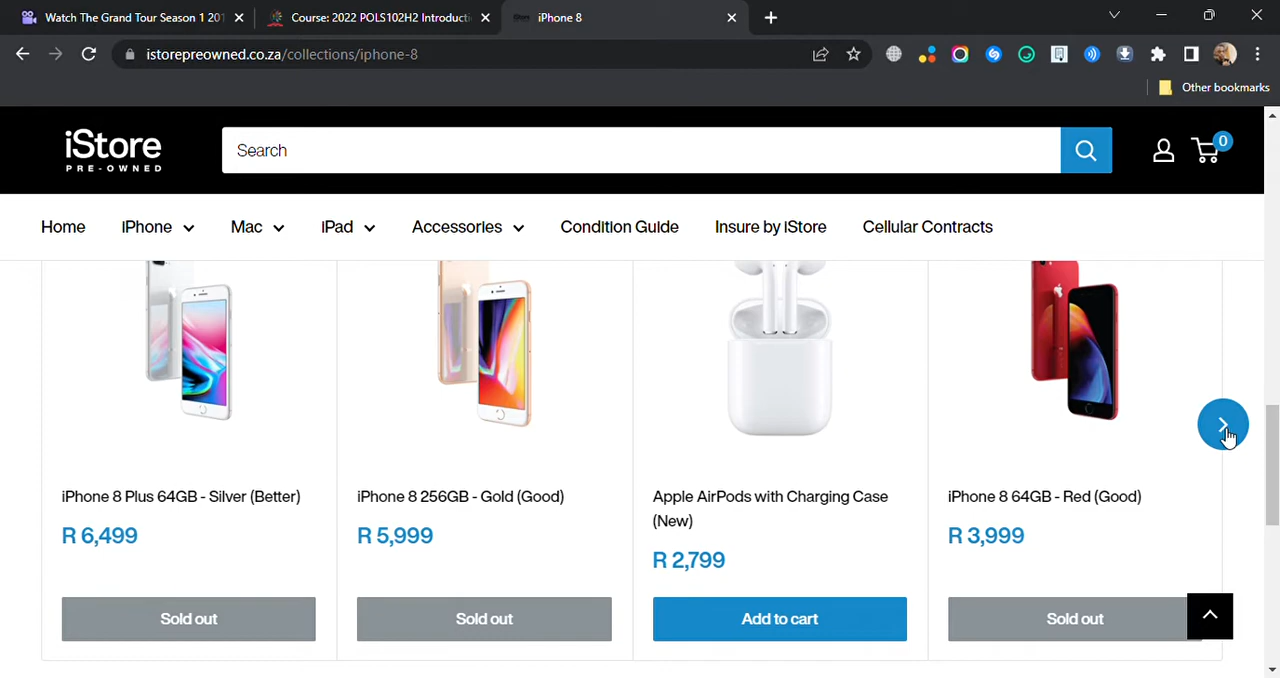 Watch The Grand Tour Season 1 201
Course: 2022 POLS102H2 Introducti
iPhone 8
istorepreowned.co.za/collections/iphone-8
Other bookmarks
iStore
PRE-OWNED
Search
0
Home iPhone Mac iPad Accessories Condition Guide Insure by iStore Cellular Contracts
iPhone 8 Plus 64GB - Silver (Better)
R 6,499
Sold out
iPhone 8 256GB - Gold (Good)
R 5,999
Sold out
Apple AirPods with Charging Case
(New)
R 2,799
Add to cart
iPhone 8 64GB - Red (Good)
R 3,999
Sold out